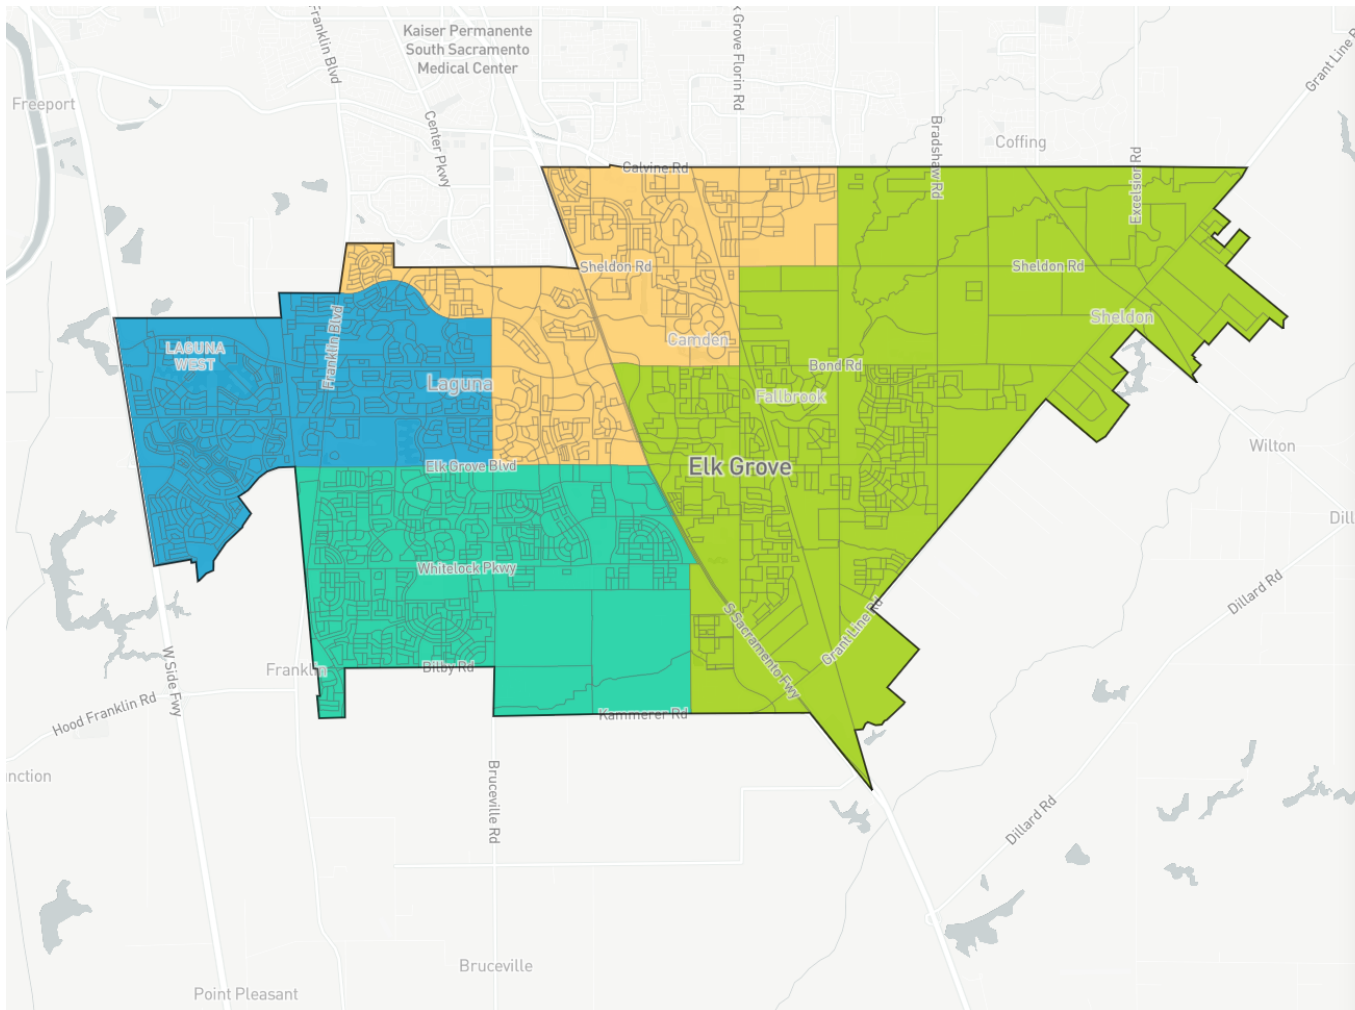 Franklin Blvd
Kaiser Permanente
South Sacramento
Medical Center
Grove Florin Rd
Grant Line R
Freeport
Center Pkwy
Bradshaw Rd
Coffing
Excelsior Rd
Calvine Rd
Sheldon Rd
Sheldon Rd
Sheldon
LAGUNA
WEST
Franklin Blvd
Laguna
Camden
Bond Rd
Fallbrook
Elk Grove Blvd
Elk Grove
Wilton
Dill
Whitelock Pkwy
Dillard Rd
S Sacramento Fwy
Grant Line Rd
W Side Fwy
Franklin
Bilby Rd
Hood Franklin Rd
Kammerer Rd
nction
Bruceville Rd
Dillard Rd
Bruceville
Point Pleasant